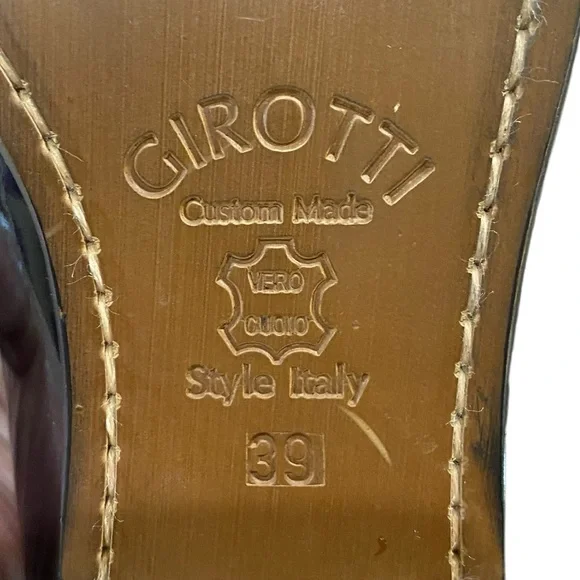 GIROTTI
Custom Made
VERO
CUOIO
Style Italy
39